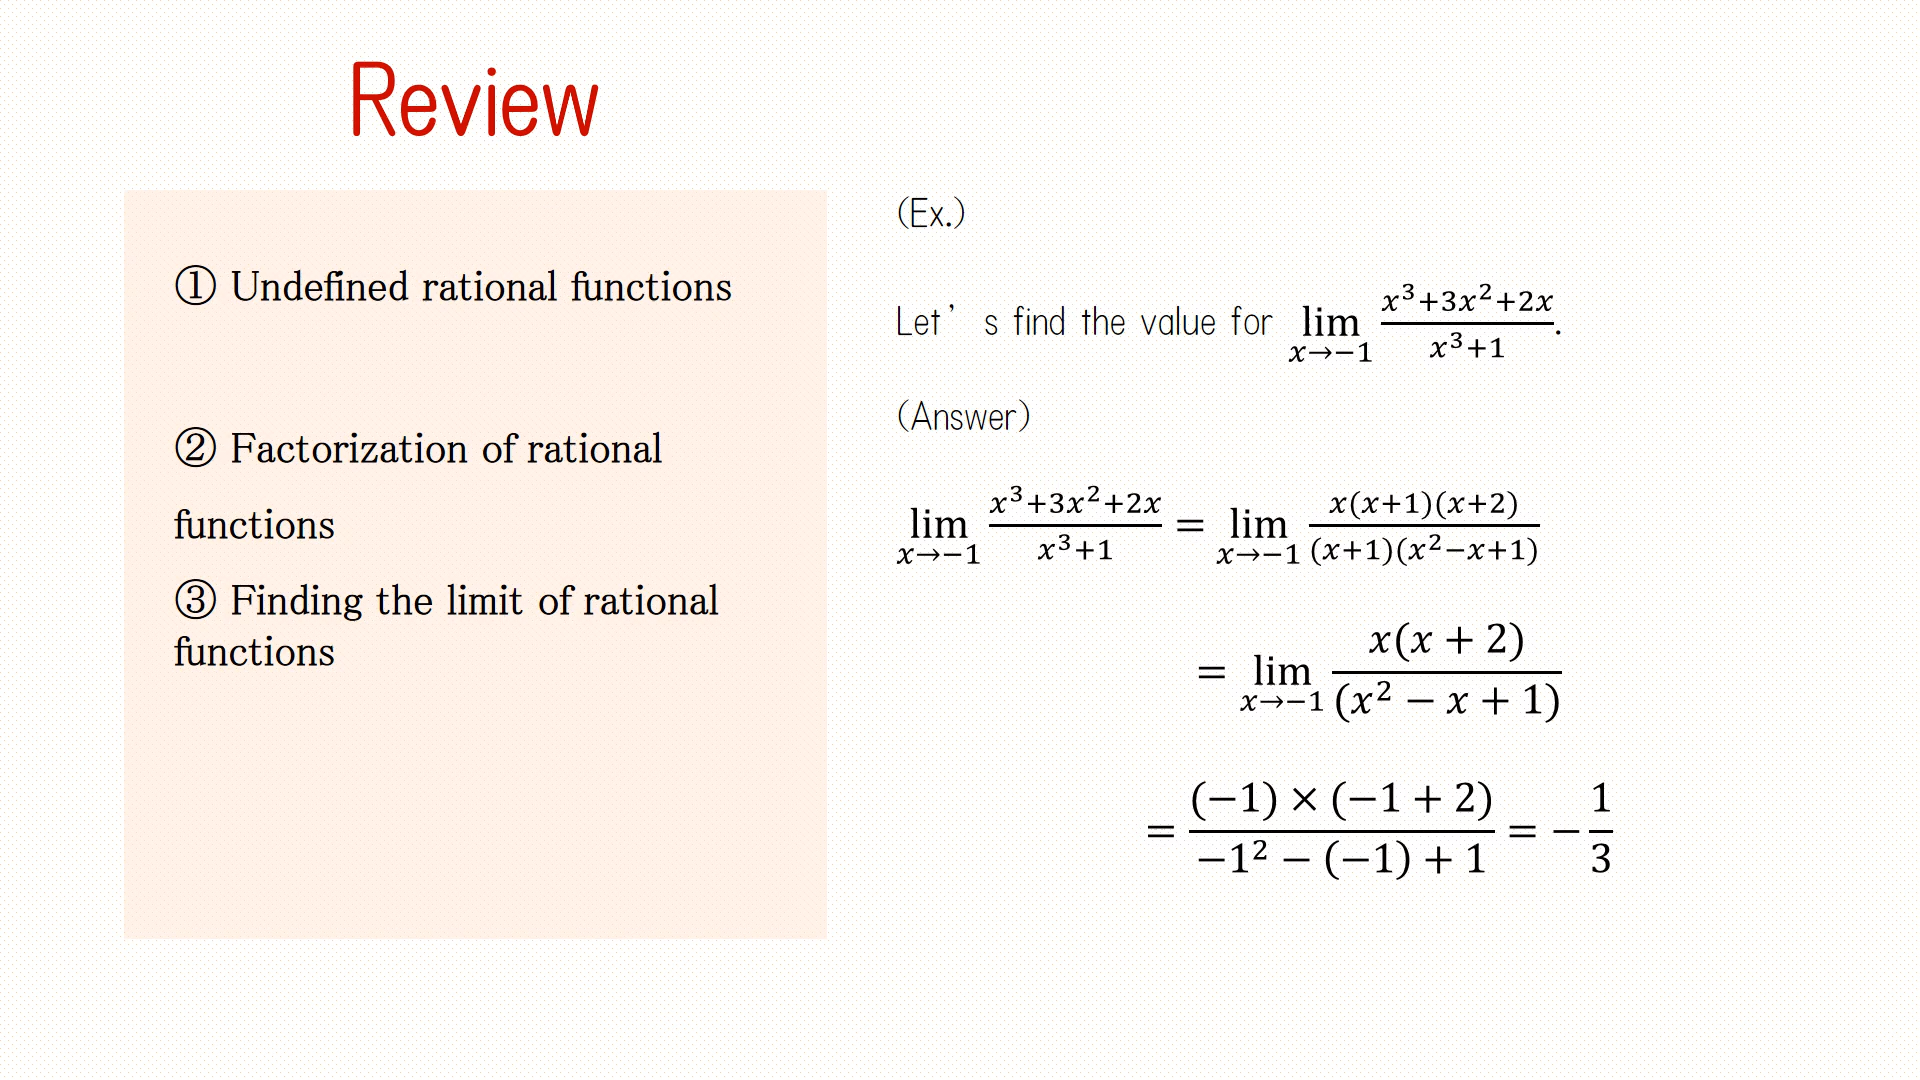 Review
① Undefined rational functions
② Factorization of rational
functions
③ Finding the limit of rational
functions
(Ex.)
Let’ s find the value for lim_{x→−1} (x³+3x²+2x)/(x³+1).
(Answer)
lim_{x→−1} (x³+3x²+2x)/(x³+1) = lim_{x→−1} (x(x+1)(x+2))/((x+1)(x²−x+1))
= lim_{x→−1} (x(x + 2))/((x² − x + 1))
= ((−1) × (−1 + 2))/(−1² − (−1) + 1) = −1/3